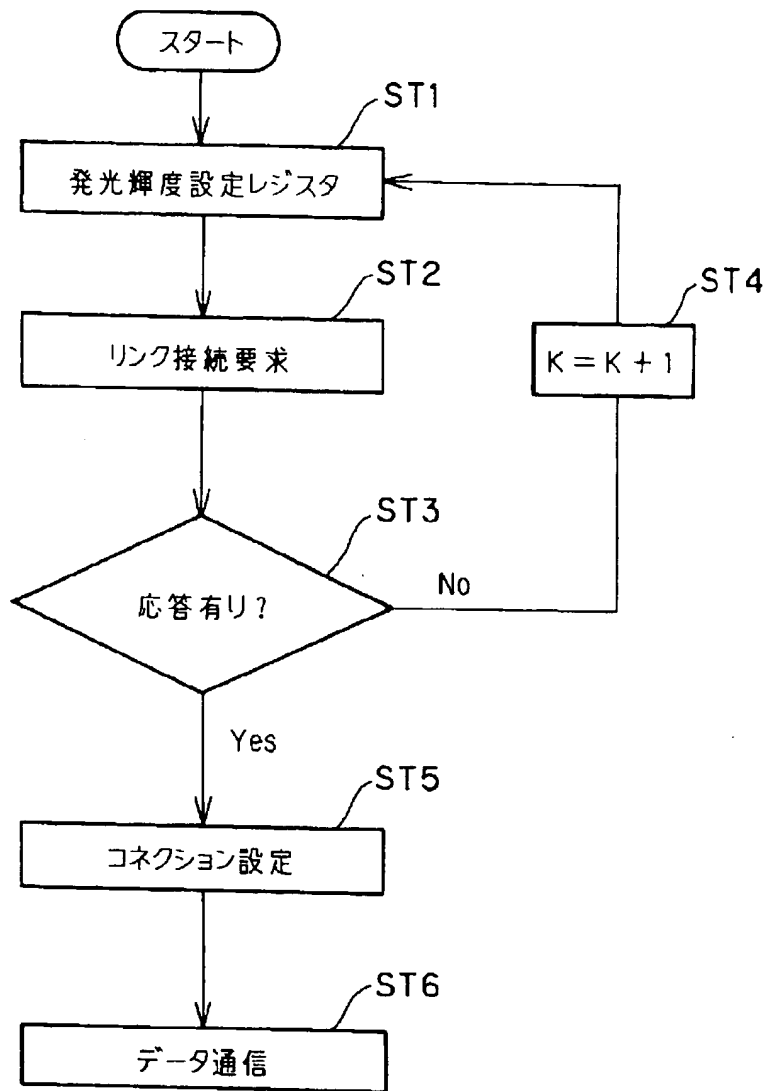 スタート
ST1
発光輝度設定レジスタ
ST2
リンク接続要求
ST4
K=K+1
ST3
応答有り?
No
Yes
ST5
コネクション設定
ST6
データ通信